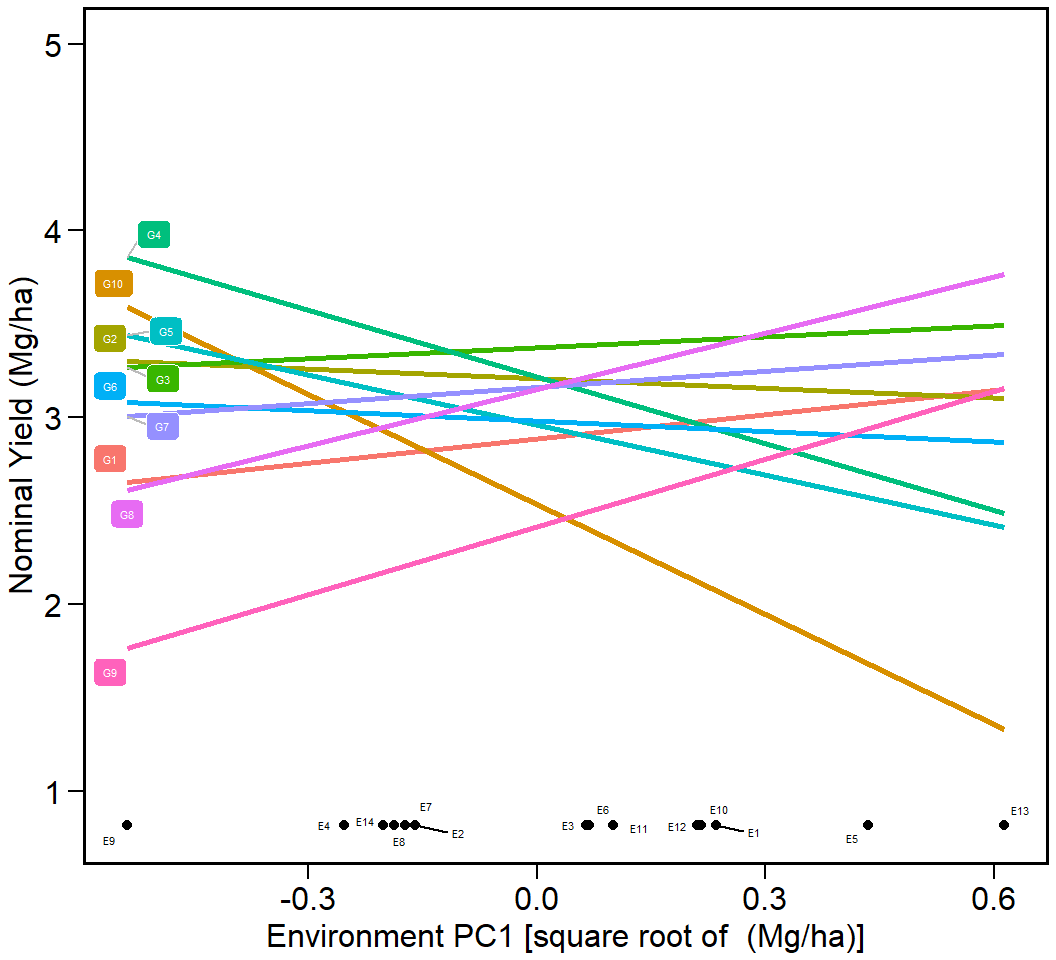 5
4
3
2
1
Nominal Yield (Mg/ha)
G4
G10
G5
G2
G3
G6
G7
G1
G8
G9
E9
E4
E14
E8
E7
E2
E3
E6
E11
E12
E10
E1
E5
E13
-0.3 0.0 0.3 0.6
Environment PC1 [square root of  (Mg/ha)]